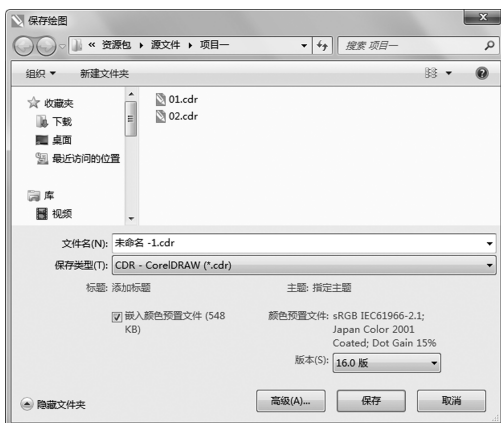 保存绘图
« 资源包 ▸ 源文件 ▸ 项目一
搜索 项目一
组织 ▼ 新建文件夹
收藏夹
下载
桌面
最近访问的位置
库
视频
01.cdr
02.cdr
文件名(N): 未命名 -1.cdr
保存类型(T): CDR - CorelDRAW (*.cdr)
标题: 添加标题 主题: 指定主题
嵌入颜色预置文件 (548
KB)
颜色预置文件: sRGB IEC61966-2.1;
Japan Color 2001
Coated; Dot Gain 15%
版本(S): 16.0 版
隐藏文件夹 高级(A)... 保存 取消